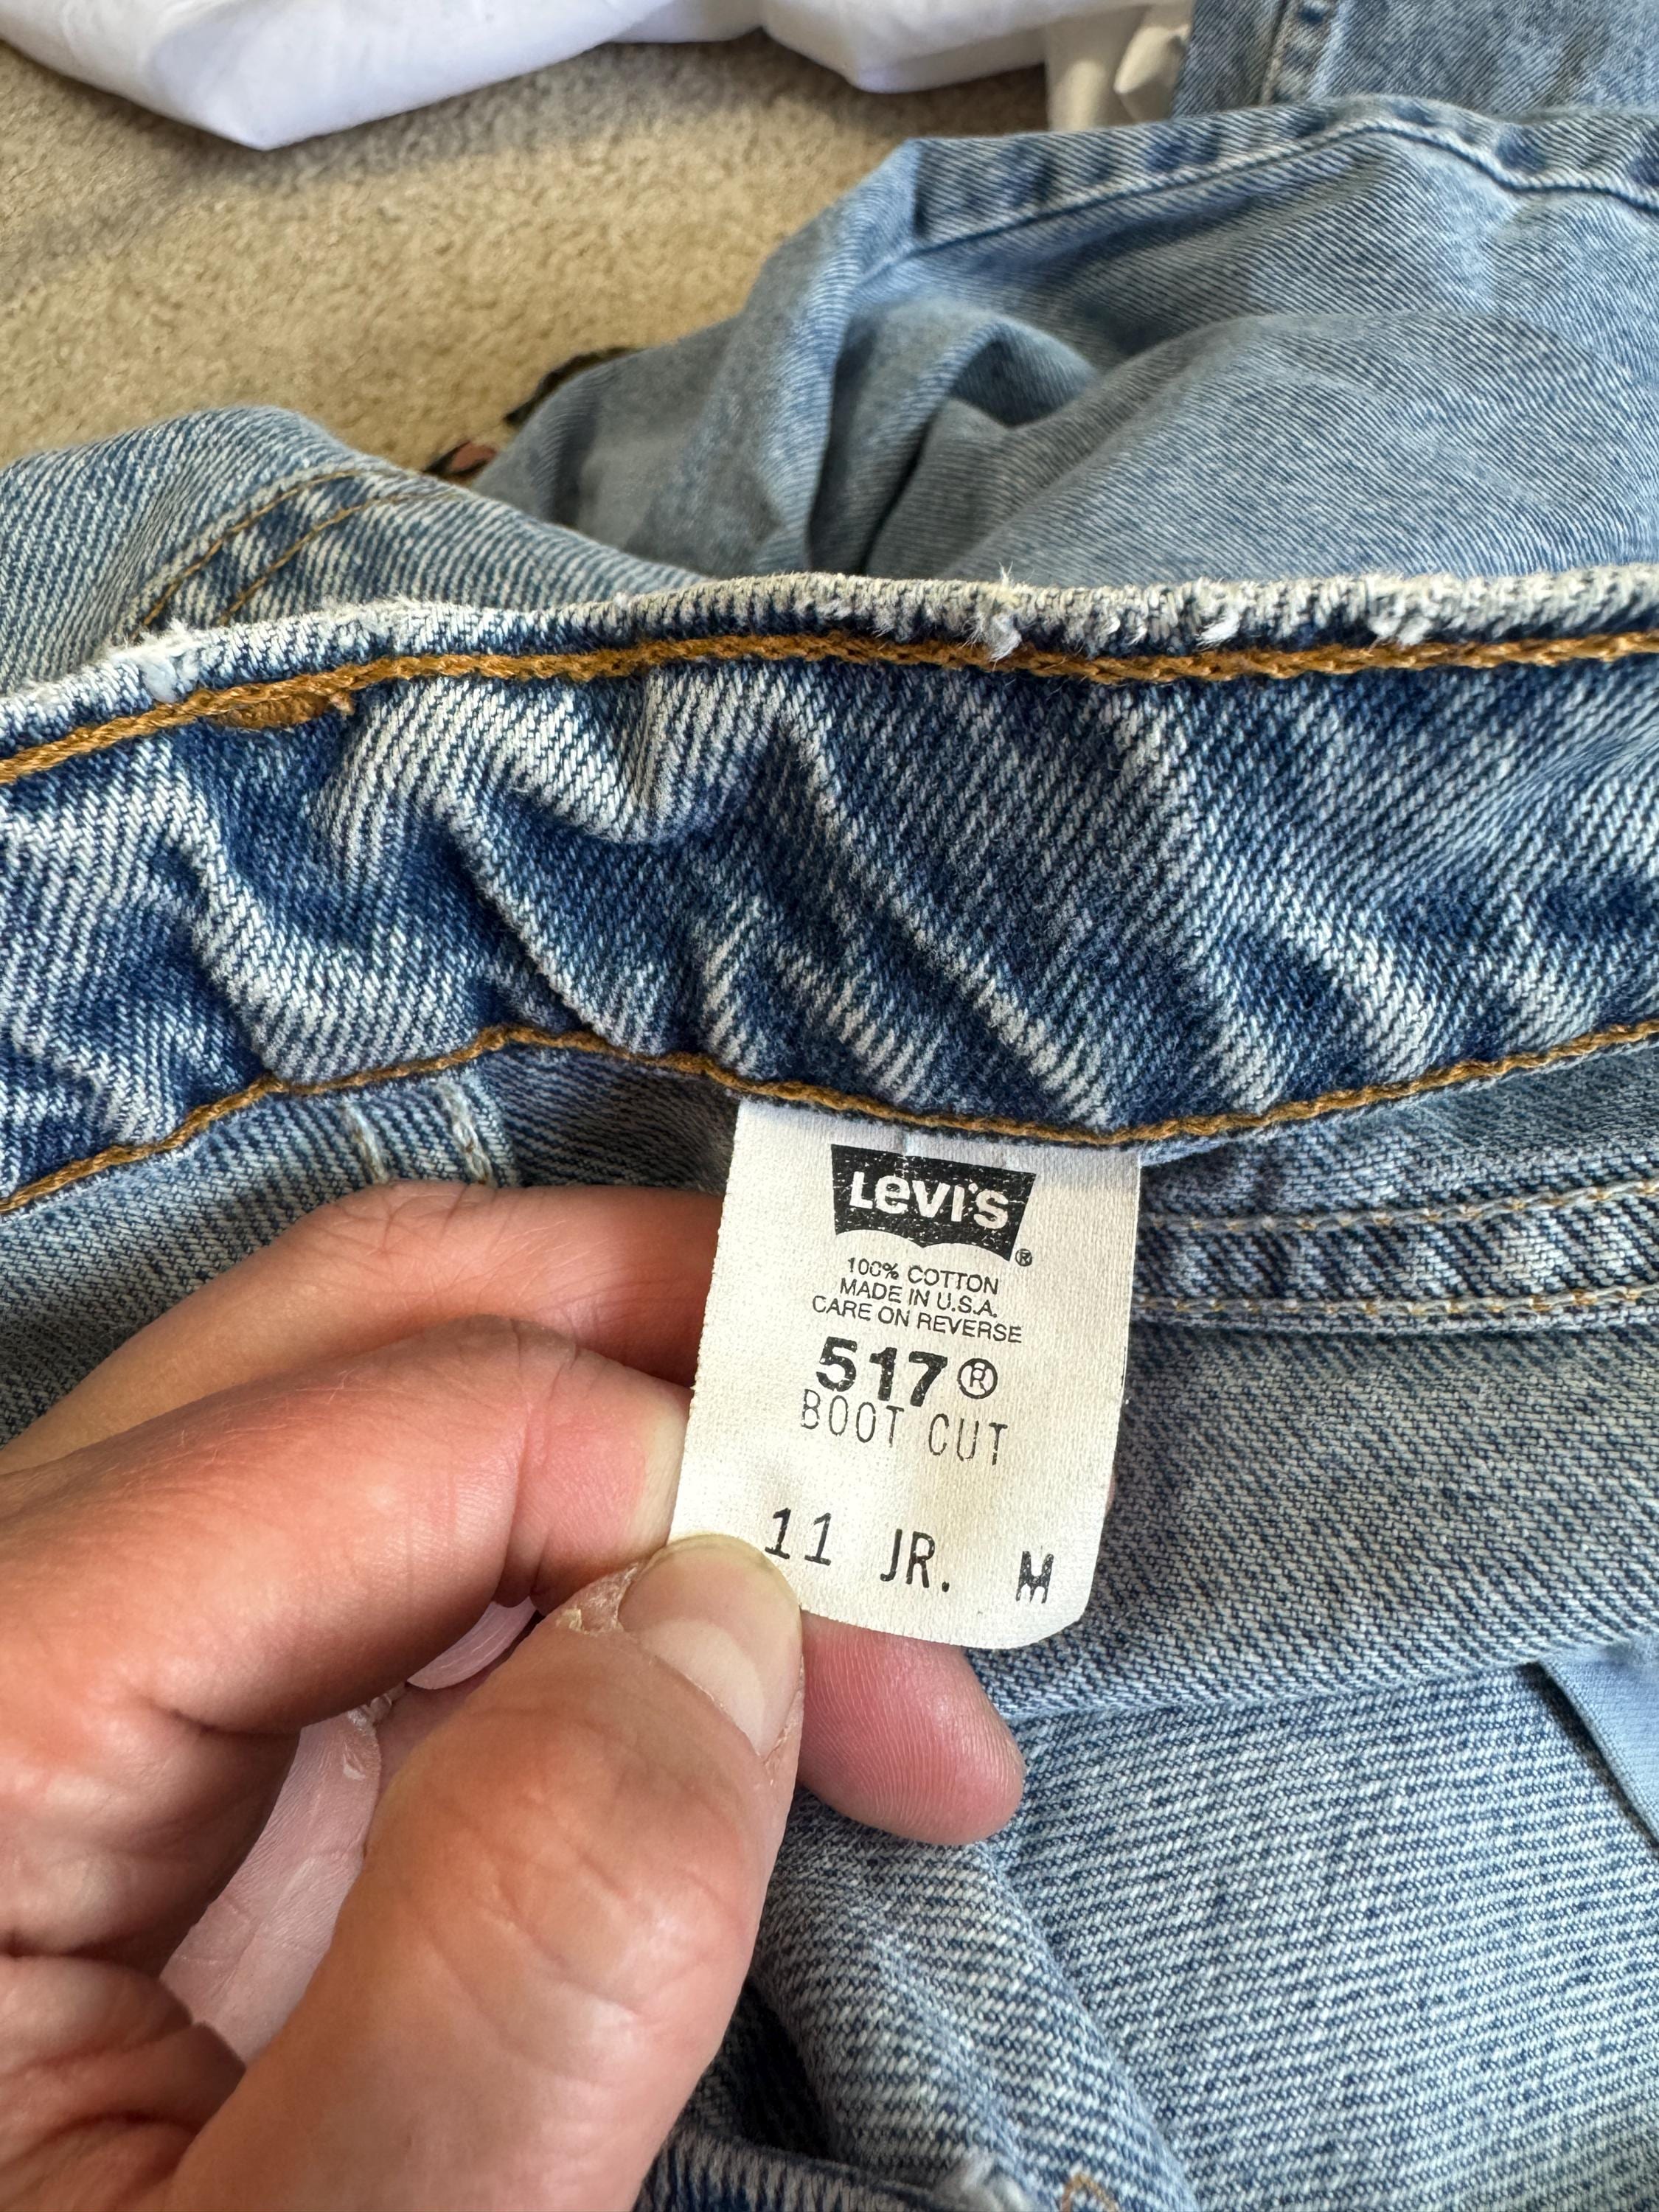 LEVI'S®
100% COTTON
MADE IN U.S.A.
CARE ON REVERSE
517®
BOOT CUT
11 JR. M